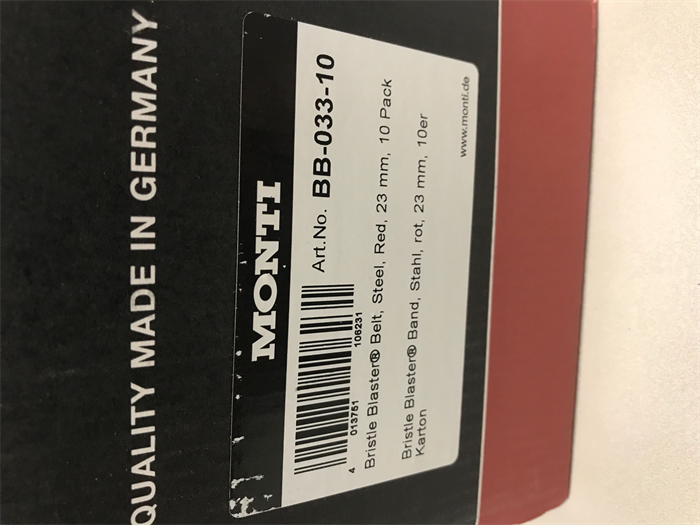 QUALITY MADE IN GERMANY
MONTI
Art.No. BB-033-10
4 013751 106231
Bristle Blaster® Belt, Steel, Red, 23 mm, 10 Pack
Bristle Blaster® Band, Stahl, rot, 23 mm, 10er
Karton
www.monti.de